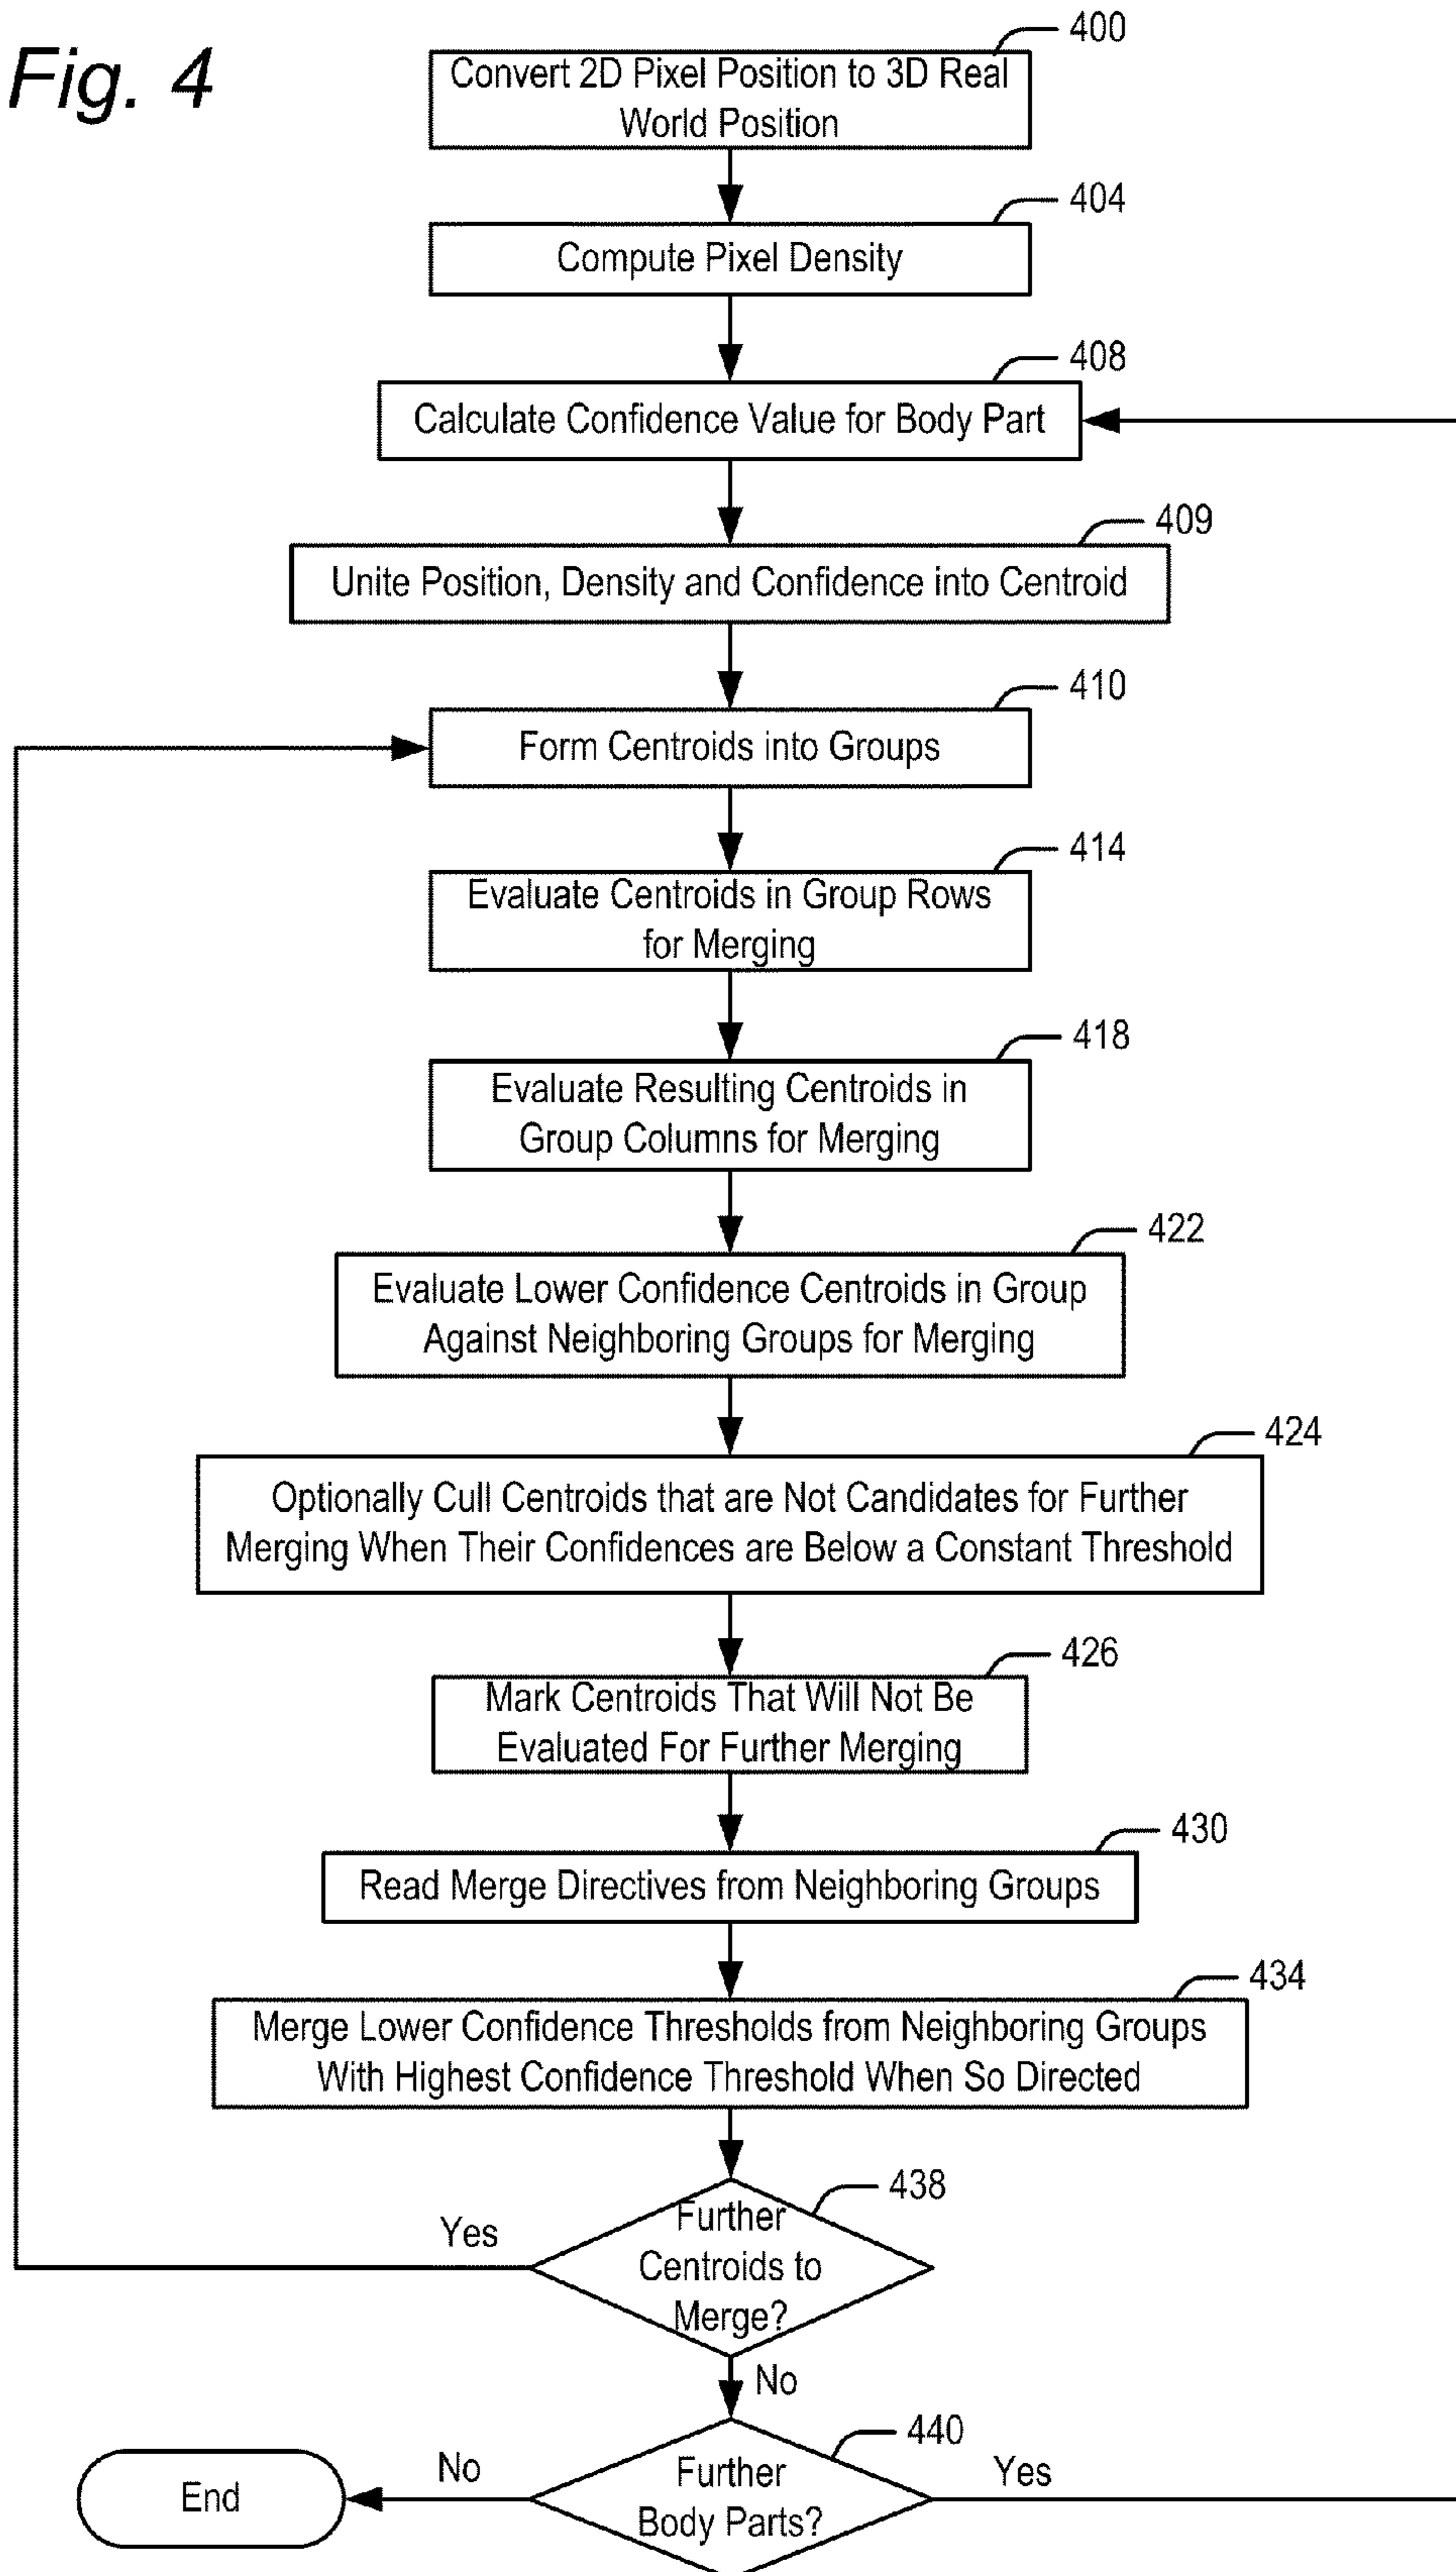 Fig. 4
400
Convert 2D Pixel Position to 3D Real
World Position
404
Compute Pixel Density
408
Calculate Confidence Value for Body Part
409
Unite Position, Density and Confidence into Centroid
410
Form Centroids into Groups
414
Evaluate Centroids in Group Rows
for Merging
418
Evaluate Resulting Centroids in
Group Columns for Merging
422
Evaluate Lower Confidence Centroids in Group
Against Neighboring Groups for Merging
424
Optionally Cull Centroids that are Not Candidates for Further
Merging When Their Confidences are Below a Constant Threshold
426
Mark Centroids That Will Not Be
Evaluated For Further Merging
430
Read Merge Directives from Neighboring Groups
434
Merge Lower Confidence Thresholds from Neighboring Groups
With Highest Confidence Threshold When So Directed
438
Yes
Further
Centroids to
Merge?
No
440
End
No
Further
Body Parts?
Yes